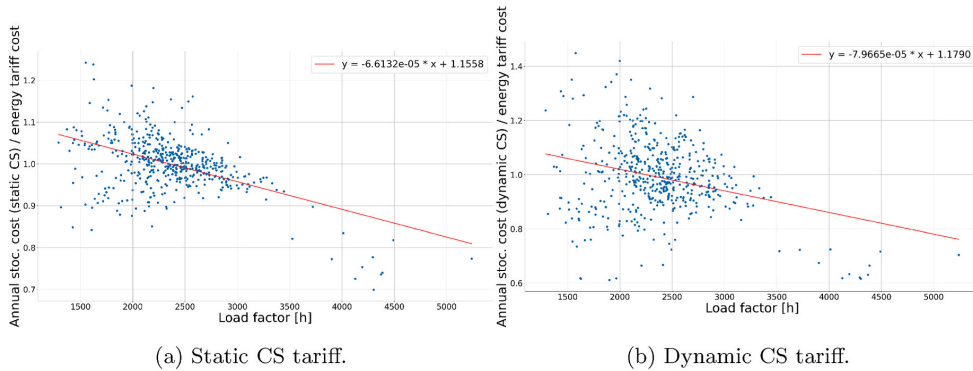 Annual stoc. cost (static CS) / energy tariff cost
y = -6.6132e-05 * x + 1.1558
1.2
1.1
1.0
0.9
0.8
0.7
1500 2000 2500 3000 3500 4000 4500 5000
Load factor [h]
(a) Static CS tariff.
Annual stoc. cost (dynamic CS) / energy tariff cost
y = -7.9665e-05 * x + 1.1790
1.4
1.2
1.0
0.8
0.6
1500 2000 2500 3000 3500 4000 4500 5000
Load factor [h]
(b) Dynamic CS tariff.